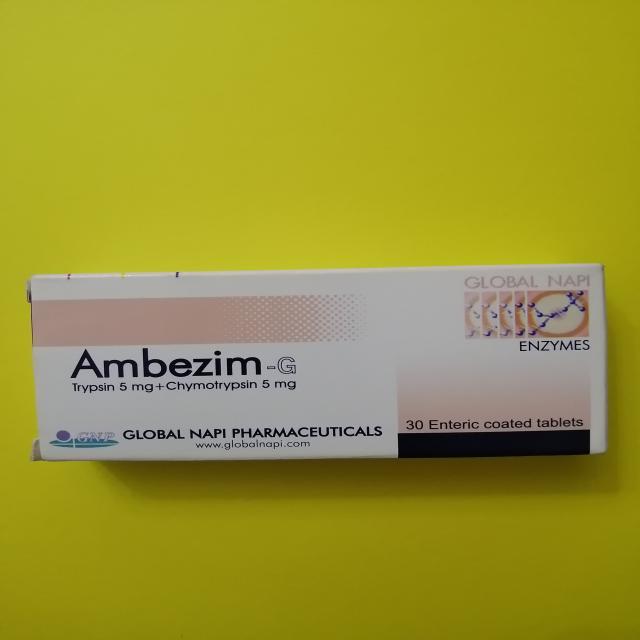 GLOBAL NAPI
ENZYMES
Ambezim -G
Trypsin 5 mg+Chymotrypsin 5 mg
30 Enteric coated tablets
GNP GLOBAL NAPI PHARMACEUTICALS
www.globalnapi.com